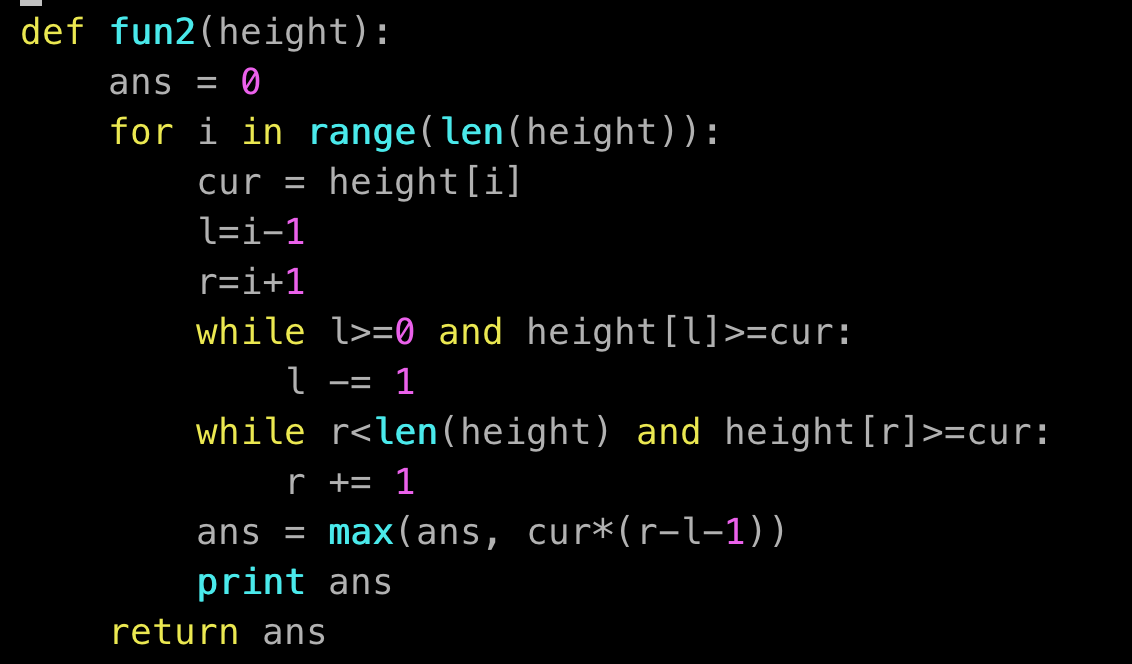 def fun2(height):
    ans = 0
    for i in range(len(height)):
        cur = height[i]
        l=i-1
        r=i+1
        while l>=0 and height[l]>=cur:
            l -= 1
        while r<len(height) and height[r]>=cur:
            r += 1
        ans = max(ans, cur*(r-l-1))
        print ans
    return ans